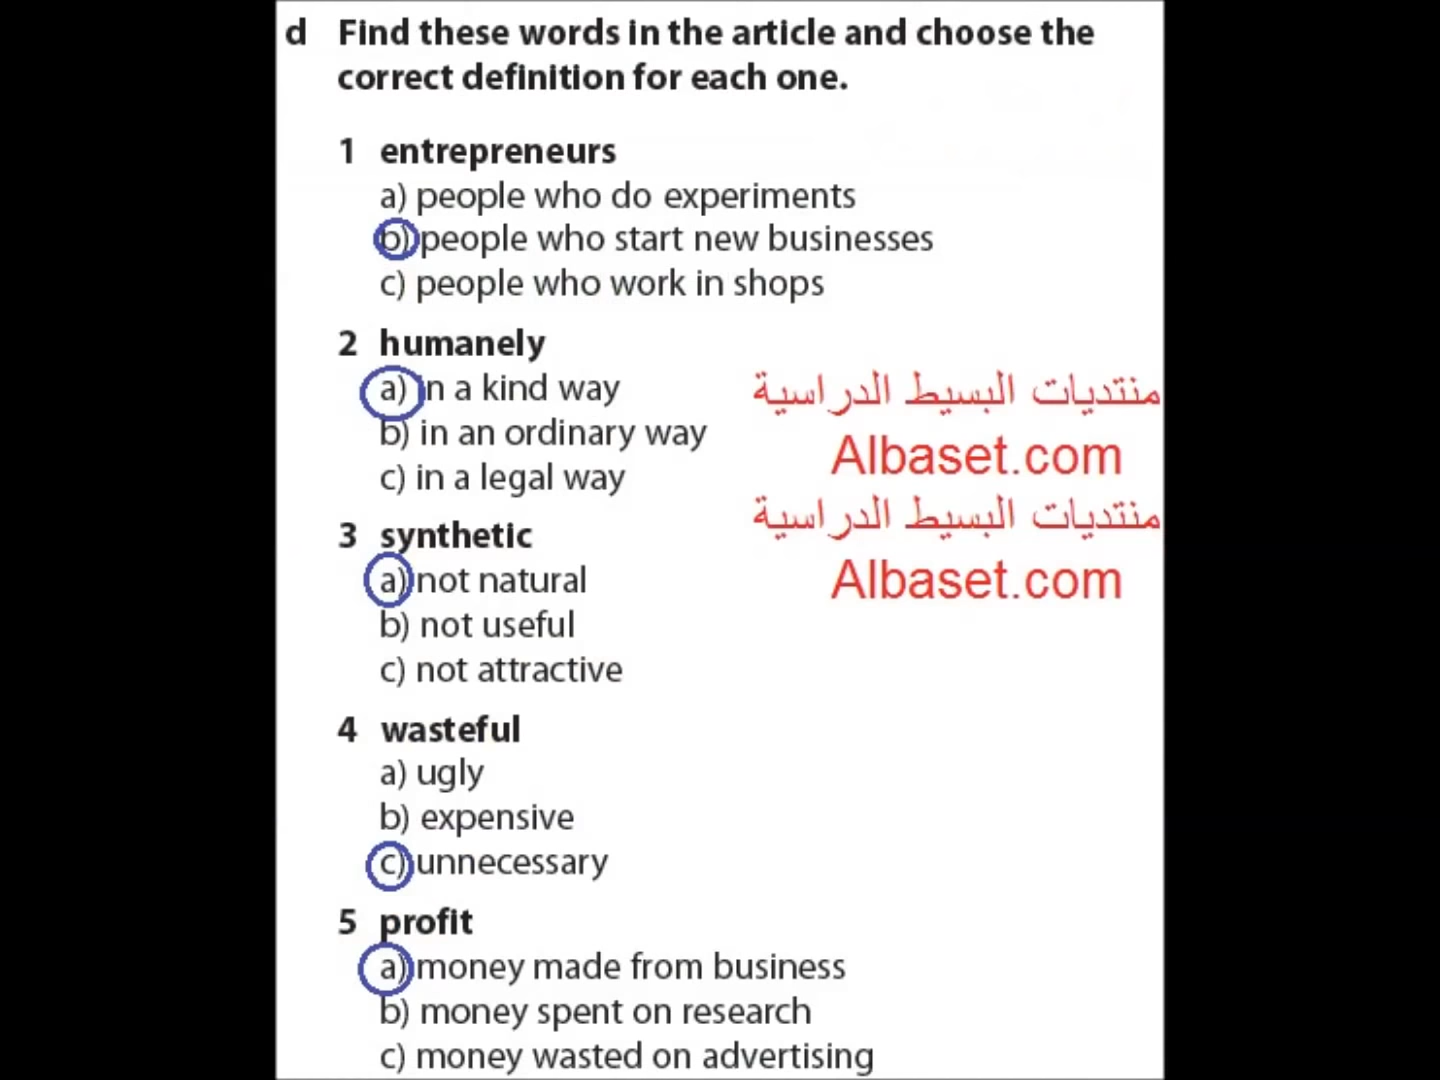 d Find these words in the article and choose the
correct definition for each one.
1 entrepreneurs
a) people who do experiments
b) people who start new businesses
c) people who work in shops
2 humanely
a) in a kind way
b) in an ordinary way
c) in a legal way
منتديات البسيط الدراسية
Albaset.com
منتديات البسيط الدراسية
Albaset.com
3 synthetic
a) not natural
b) not useful
c) not attractive
4 wasteful
a) ugly
b) expensive
c) unnecessary
5 profit
a) money made from business
b) money spent on research
c) money wasted on advertising